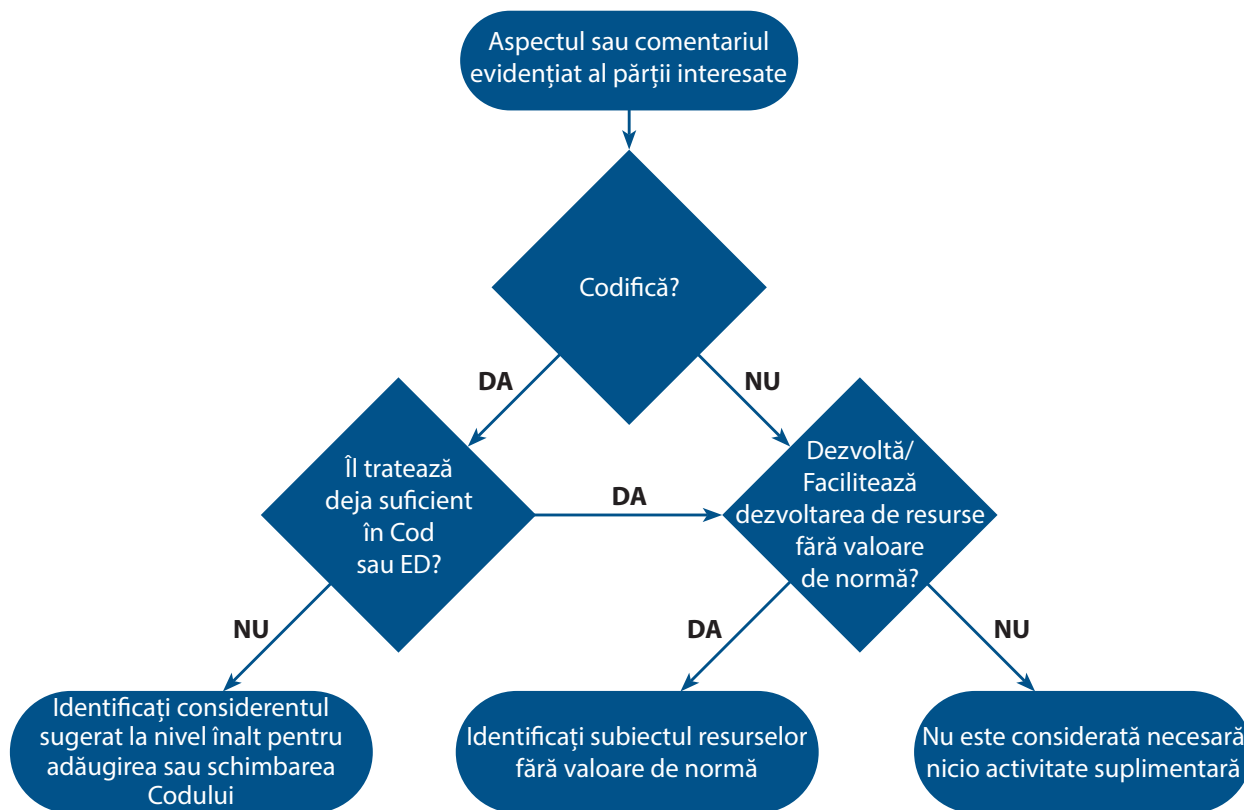 Aspectul sau comentariul
evidențiat al părții interesate
Codifică?
DA
NU
Îl tratează
deja suficient
în Cod
sau ED?
DA
Dezvoltă/
Facilitează
dezvoltarea de resurse
fără valoare
de normă?
NU
DA
NU
Identificați considerentul
sugerat la nivel înalt pentru
adăugirea sau schimbarea
Codului
Identificați subiectul resurselor
fără valoare de normă
Nu este considerată necesară
nicio activitate suplimentară